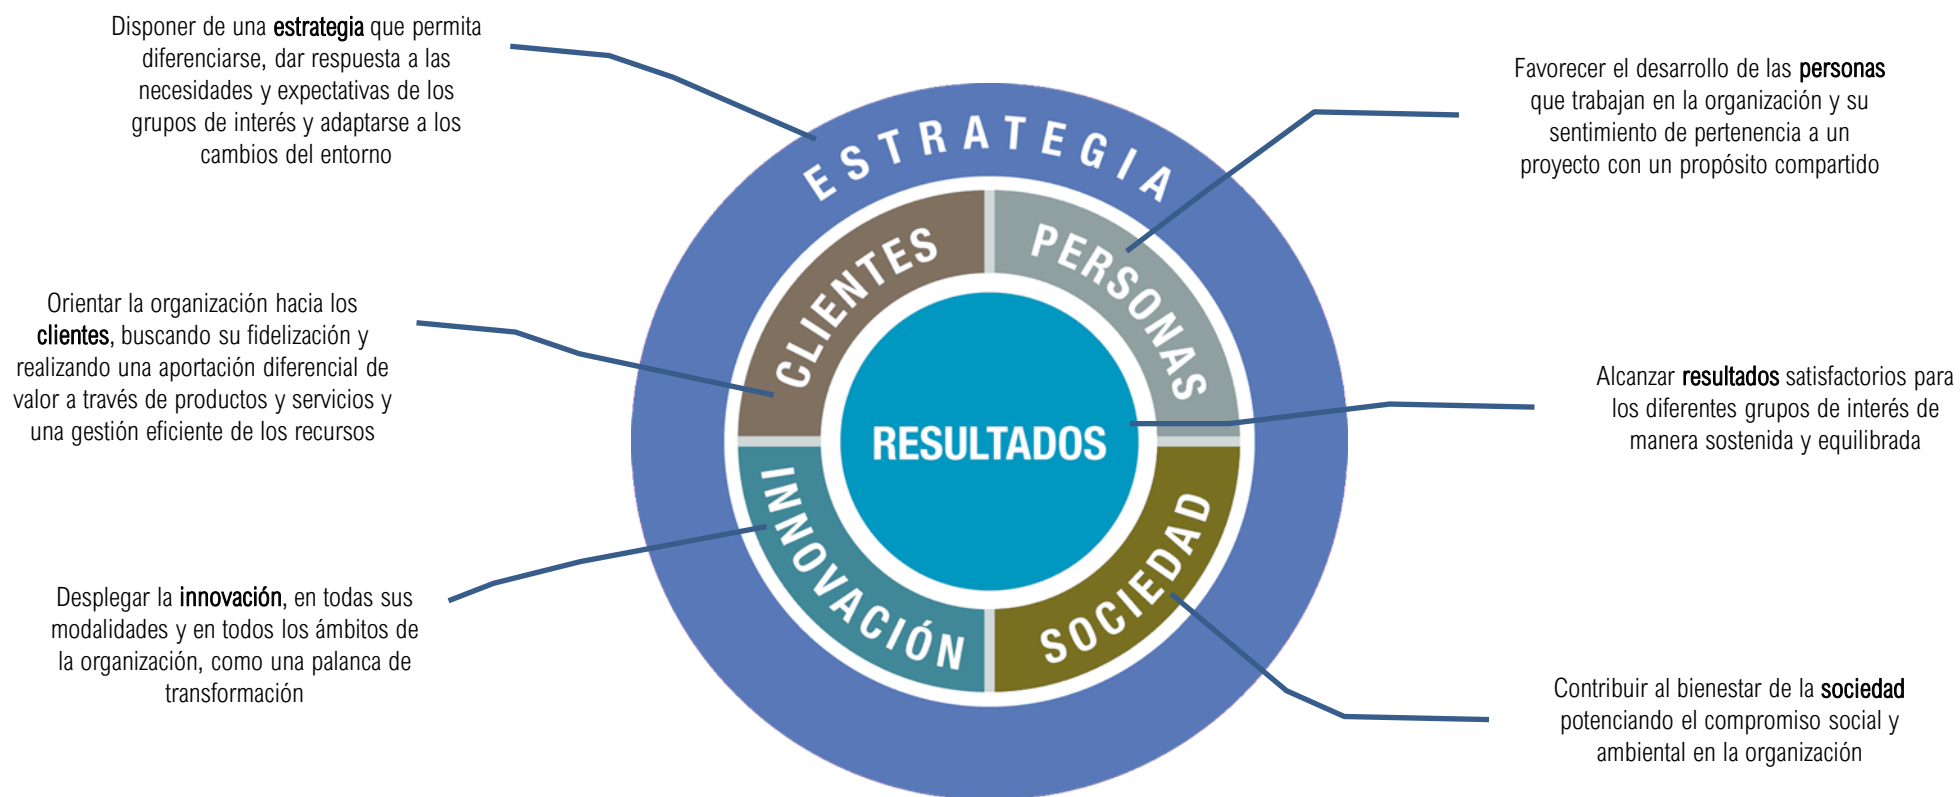 Disponer de una estrategia que permita
diferenciarse, dar respuesta a las
necesidades y expectativas de los
grupos de interés y adaptarse a los
cambios del entorno
Favorecer el desarrollo de las personas
que trabajan en la organización y su
sentimiento de pertenencia a un
proyecto con un propósito compartido
ESTRATEGIA
CLIENTES
PERSONAS
Orientar la organización hacia los
clientes, buscando su fidelización y
realizando una aportación diferencial de
valor a través de productos y servicios y
una gestión eficiente de los recursos
RESULTADOS
Alcanzar resultados satisfactorios para
los diferentes grupos de interés de
manera sostenida y equilibrada
INNOVACIÓN
SOCIEDAD
Desplegar la innovación, en todas sus
modalidades y en todos los ámbitos de
la organización, como una palanca de
transformación
Contribuir al bienestar de la sociedad
potenciando el compromiso social y
ambiental en la organización